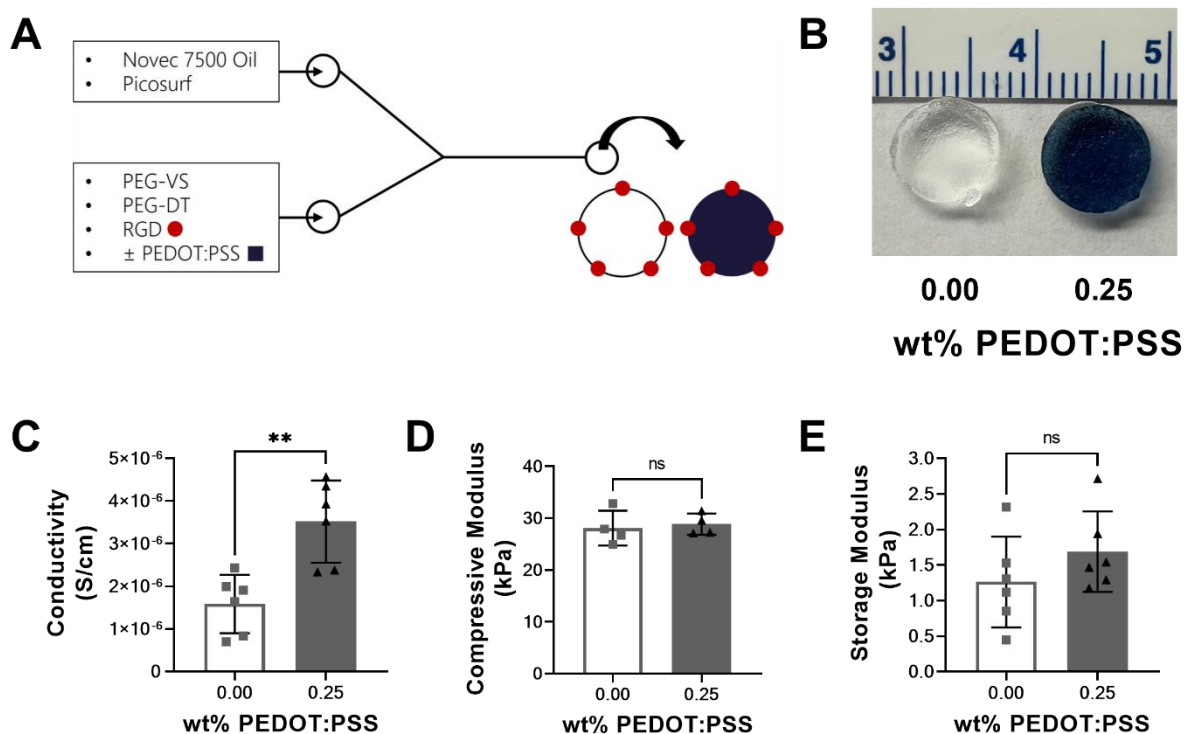 A
• Novec 7500 Oil
• Picosurf
• PEG-VS
• PEG-DT
• RGD
• ± PEDOT:PSS
B
3 4 5
0.00 0.25
wt% PEDOT:PSS
C
Conductivity
(S/cm)
**
5×10⁻⁶
4×10⁻⁶
3×10⁻⁶
2×10⁻⁶
1×10⁻⁶
0
0.00 0.25
wt% PEDOT:PSS
D
Compressive Modulus
(kPa)
ns
40
30
20
10
0
0.00 0.25
wt% PEDOT:PSS
E
Storage Modulus
(kPa)
ns
3.0
2.5
2.0
1.5
1.0
0.5
0.0
0.00 0.25
wt% PEDOT:PSS